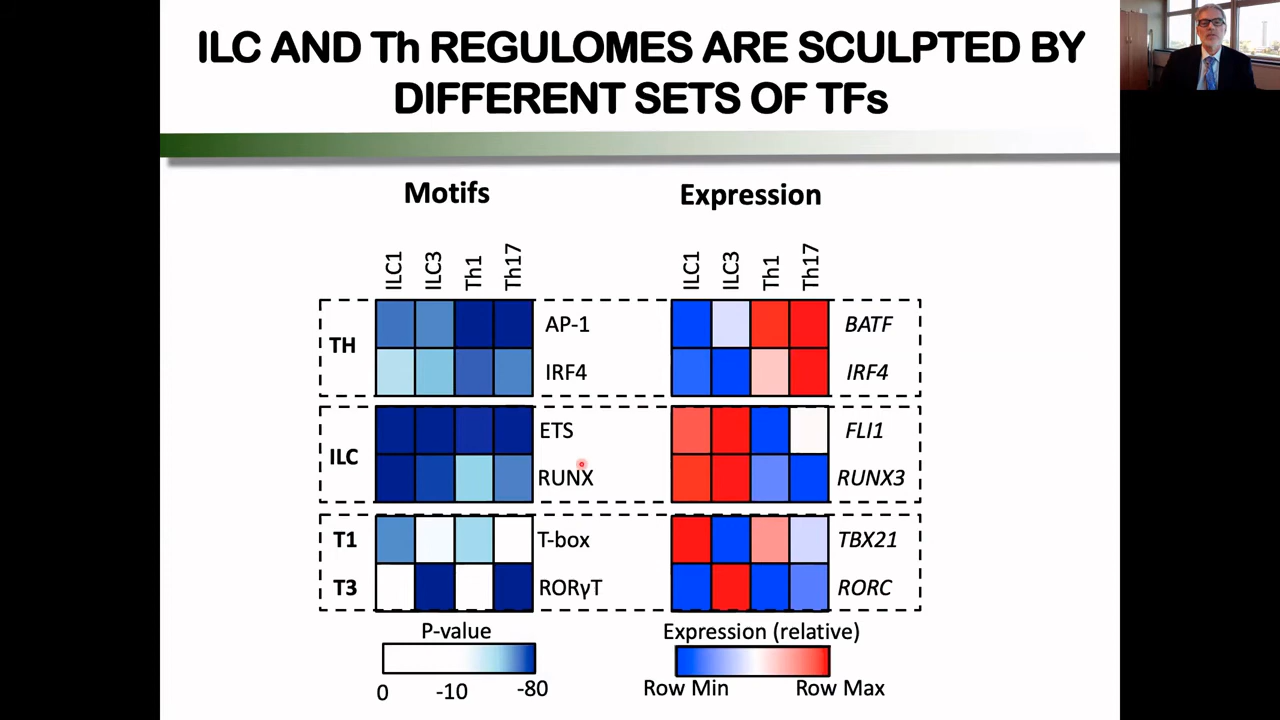 ILC AND Th REGULOMES ARE SCULPTED BY
DIFFERENT SETS OF TFs
Motifs
Expression
ILC1 ILC3 Th1 Th17
ILC1 ILC3 Th1 Th17
TH
AP-1
BATF
IRF4
IRF4
ILC
ETS
FLI1
RUNX
RUNX3
T1
T-box
TBX21
T3
RORγT
RORC
P-value
0 -10 -80
Expression (relative)
Row Min Row Max